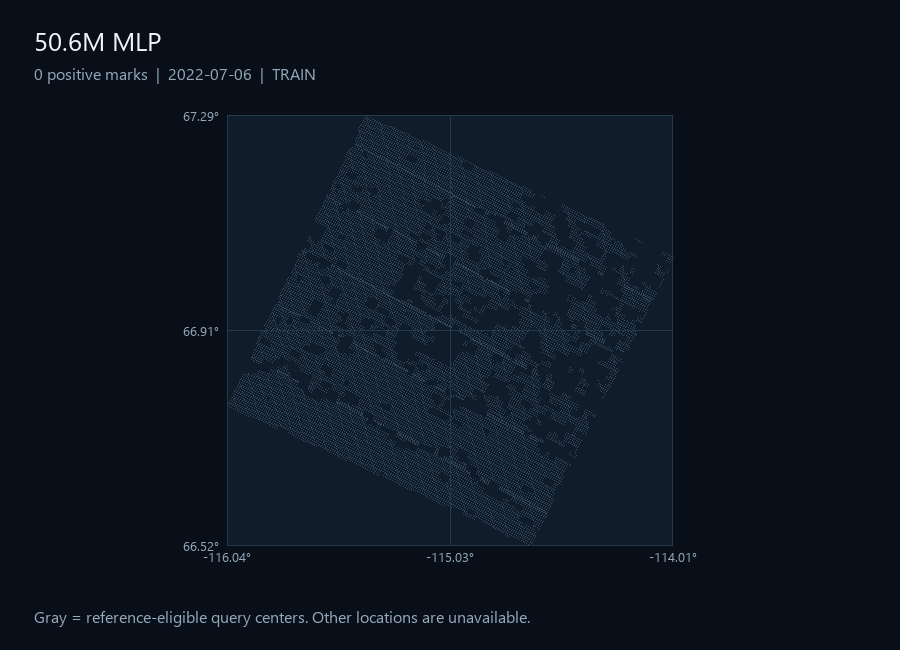 50.6M MLP
0 positive marks | 2022-07-06 | TRAIN
67.29°
66.91°
66.52°
-116.04° -115.03° -114.01°
Gray = reference-eligible query centers. Other locations are unavailable.